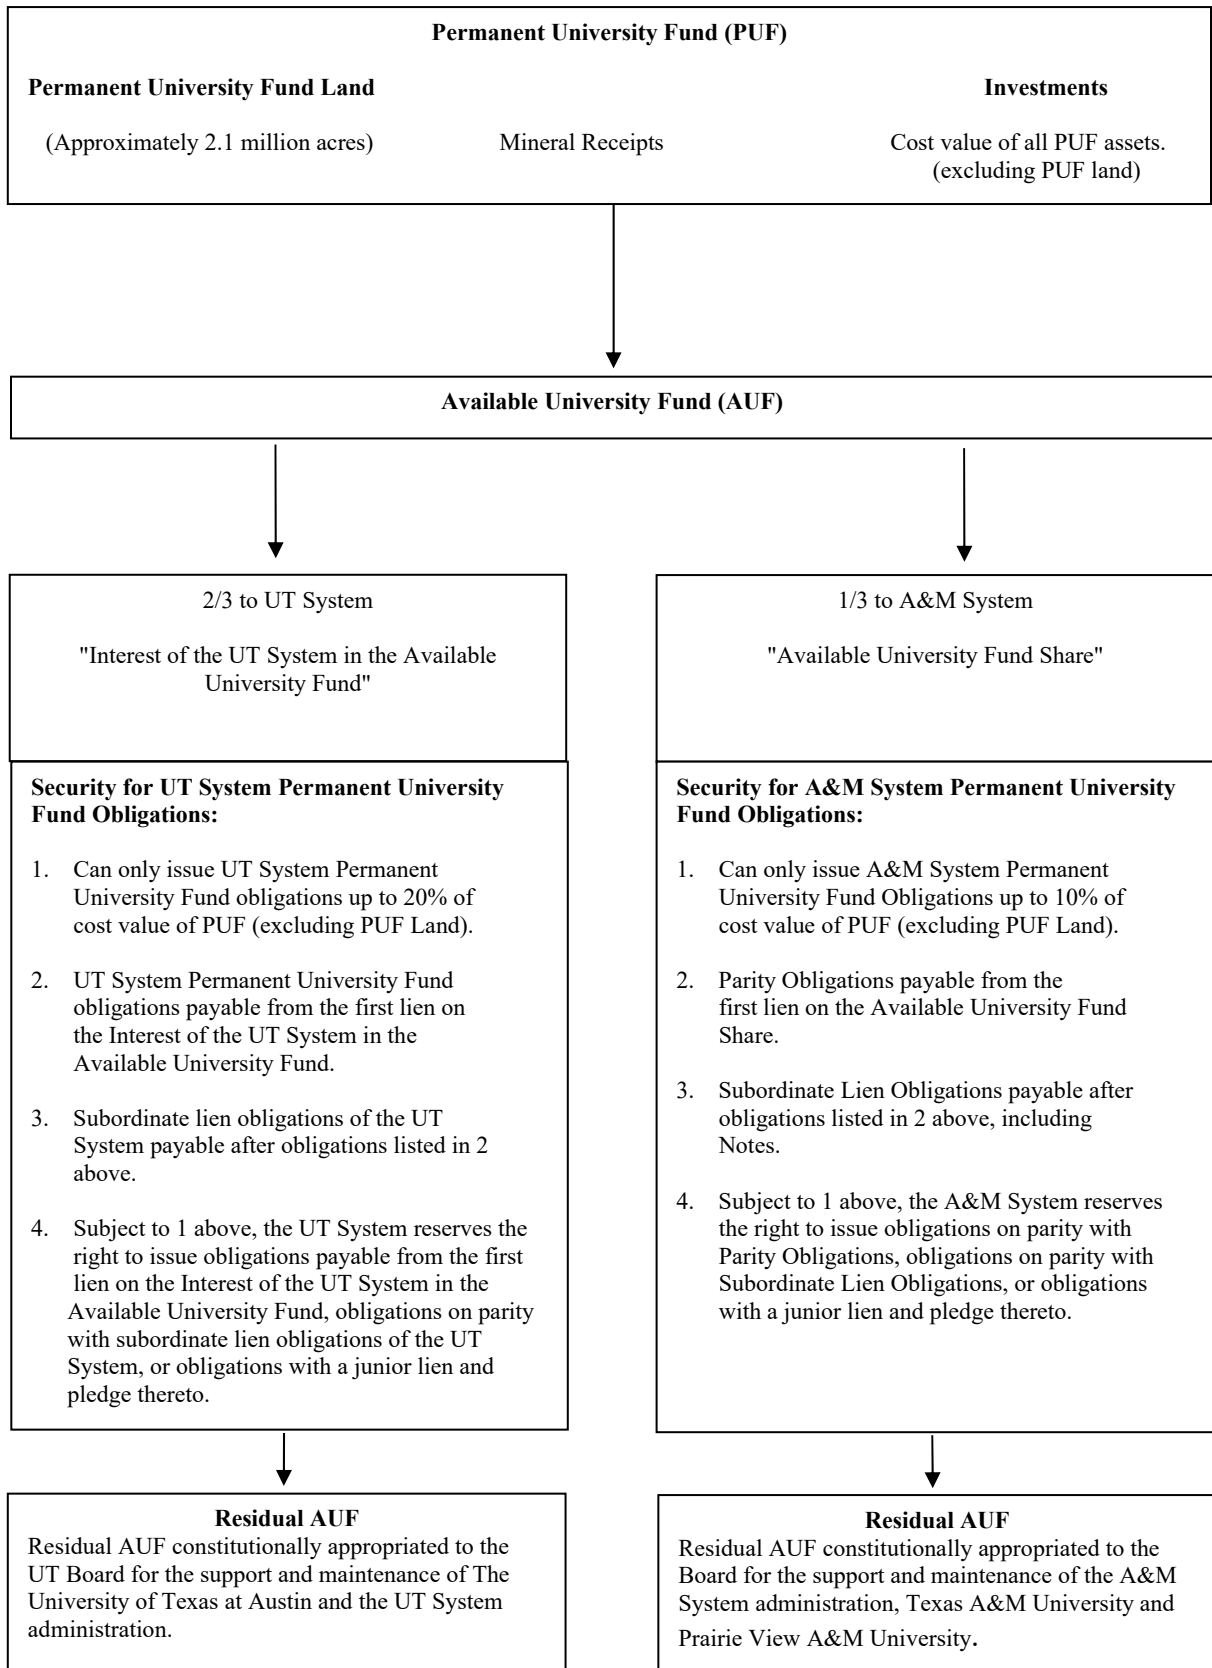 Permanent University Fund (PUF)
Permanent University Fund Land
Investments
(Approximately 2.1 million acres)
Mineral Receipts
Cost value of all PUF assets.
(excluding PUF land)
Available University Fund (AUF)
2/3 to UT System
"Interest of the UT System in the Available
University Fund"
1/3 to A&M System
"Available University Fund Share"
Security for UT System Permanent University
Fund Obligations:
1. Can only issue UT System Permanent
University Fund obligations up to 20% of
cost value of PUF (excluding PUF Land).
2. UT System Permanent University Fund
obligations payable from the first lien on
the Interest of the UT System in the
Available University Fund.
3. Subordinate lien obligations of the UT
System payable after obligations listed in 2
above.
4. Subject to 1 above, the UT System reserves the
right to issue obligations payable from the first
lien on the Interest of the UT System in the
Available University Fund, obligations on parity
with subordinate lien obligations of the UT
System, or obligations with a junior lien and
pledge thereto.
Security for A&M System Permanent University
Fund Obligations:
1. Can only issue A&M System Permanent
University Fund Obligations up to 10% of
cost value of PUF (excluding PUF Land).
2. Parity Obligations payable from the
first lien on the Available University Fund
Share.
3. Subordinate Lien Obligations payable after
obligations listed in 2 above, including
Notes.
4. Subject to 1 above, the A&M System reserves
the right to issue obligations on parity with
Parity Obligations, obligations on parity with
Subordinate Lien Obligations, or obligations
with a junior lien and pledge thereto.
Residual AUF
Residual AUF constitutionally appropriated to the
UT Board for the support and maintenance of The
University of Texas at Austin and the UT System
administration.
Residual AUF
Residual AUF constitutionally appropriated to the
Board for the support and maintenance of the A&M
System administration, Texas A&M University and
Prairie View A&M University.